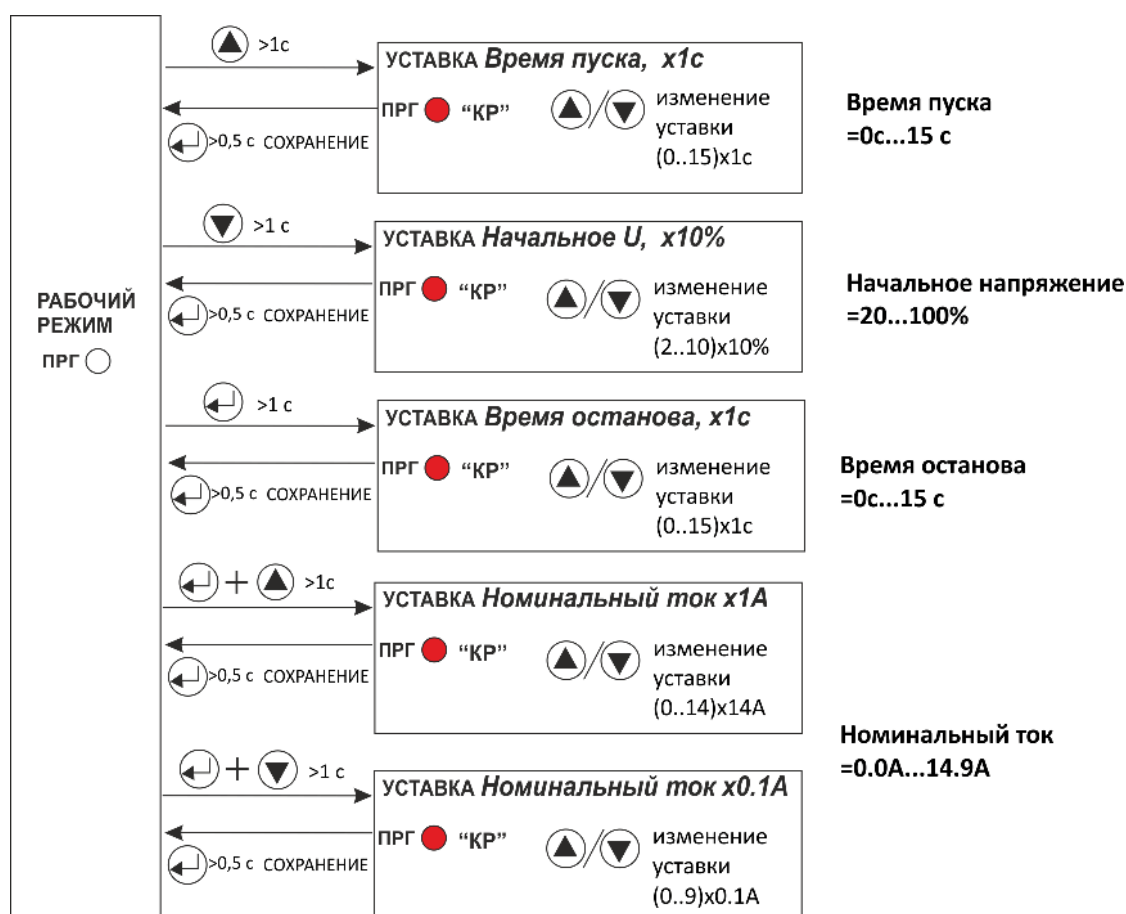 РАБОЧИЙ
РЕЖИМ
ПРГ
>1с
УСТАВКА Время пуска, x1с
ПРГ “КР” / изменение
уставки
(0..15)x1с
>0,5 с СОХРАНЕНИЕ
Время пуска
=0с...15 с
>1 с
УСТАВКА Начальное U, x10%
ПРГ “КР” / изменение
уставки
(2..10)x10%
>0,5 с СОХРАНЕНИЕ
Начальное напряжение
=20...100%
>1 с
УСТАВКА Время останова, x1с
ПРГ “КР” / изменение
уставки
(0..15)x1с
>0,5 с СОХРАНЕНИЕ
Время останова
=0с...15 с
+ >1с
УСТАВКА Номинальный ток x1А
ПРГ “КР” / изменение
уставки
(0..14)x14А
>0,5 с СОХРАНЕНИЕ
Номинальный ток
=0.0А...14.9А
+ >1 с
УСТАВКА Номинальный ток x0.1А
ПРГ “КР” / изменение
уставки
(0..9)x0.1А
>0,5 с СОХРАНЕНИЕ